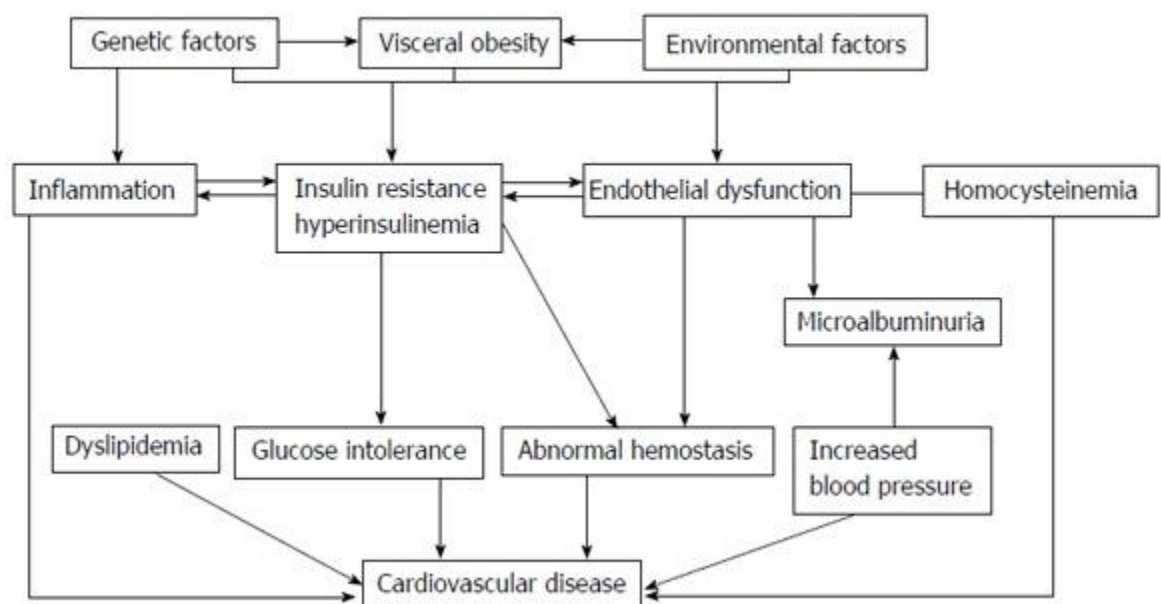 Genetic factors
Visceral obesity
Environmental factors
Inflammation
Insulin resistance
hyperinsulinemia
Endothelial dysfunction
Homocysteinemia
Microalbuminuria
Dyslipidemia
Glucose intolerance
Abnormal hemostasis
Increased
blood pressure
Cardiovascular disease